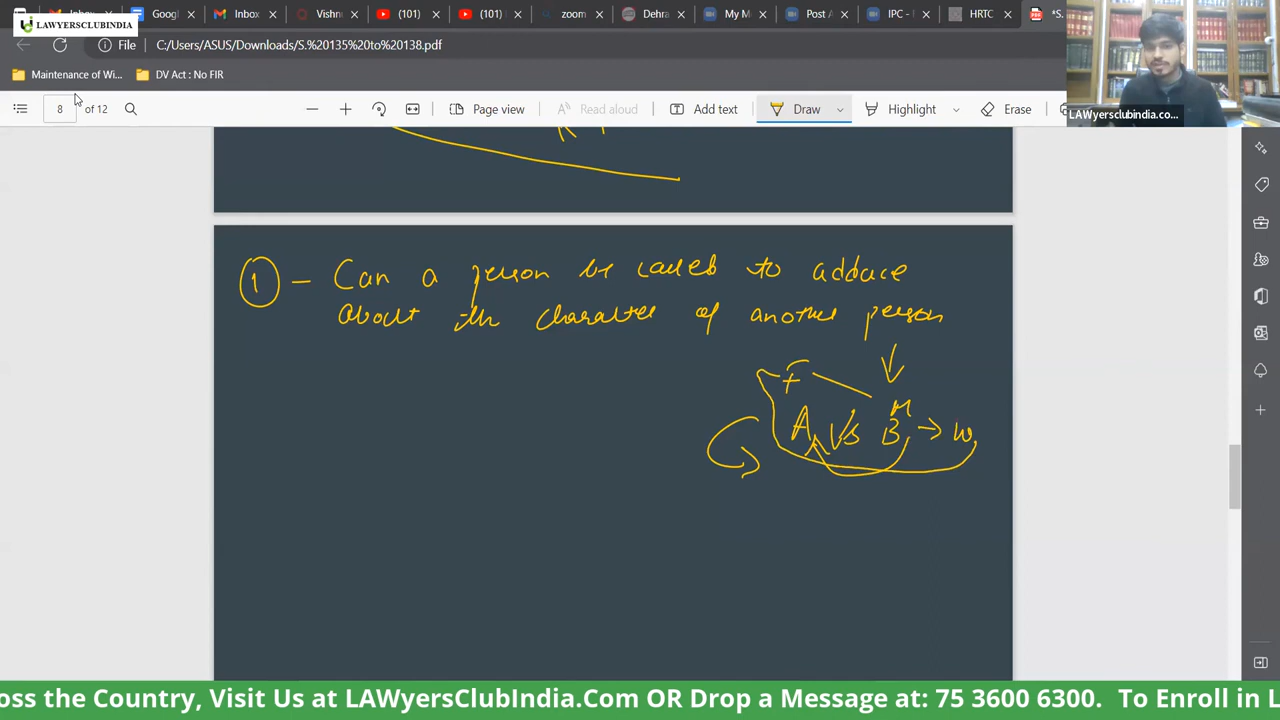 Googl
Inbox
Vishn
(101)
(101)
Zoom
Dehra
Post
PT
HRTC
*S.
LAWYERSCLUBINDIA
File C:/Users/ASUS/Downloads/S.%20135%20to%20138.pdf
Maintenance of Wi... DV Act : No FIR
8 of 12 Page view Read aloud Add text Draw Highlight Erase
LAWyersclubindia.co...
1 - Can a person be called to adduce
about the character of another person
F
M
A V/s B → w
oss the Country, Visit Us at LAWyersClubIndia.Com OR Drop a Message at: 75 3600 6300. To Enroll in L